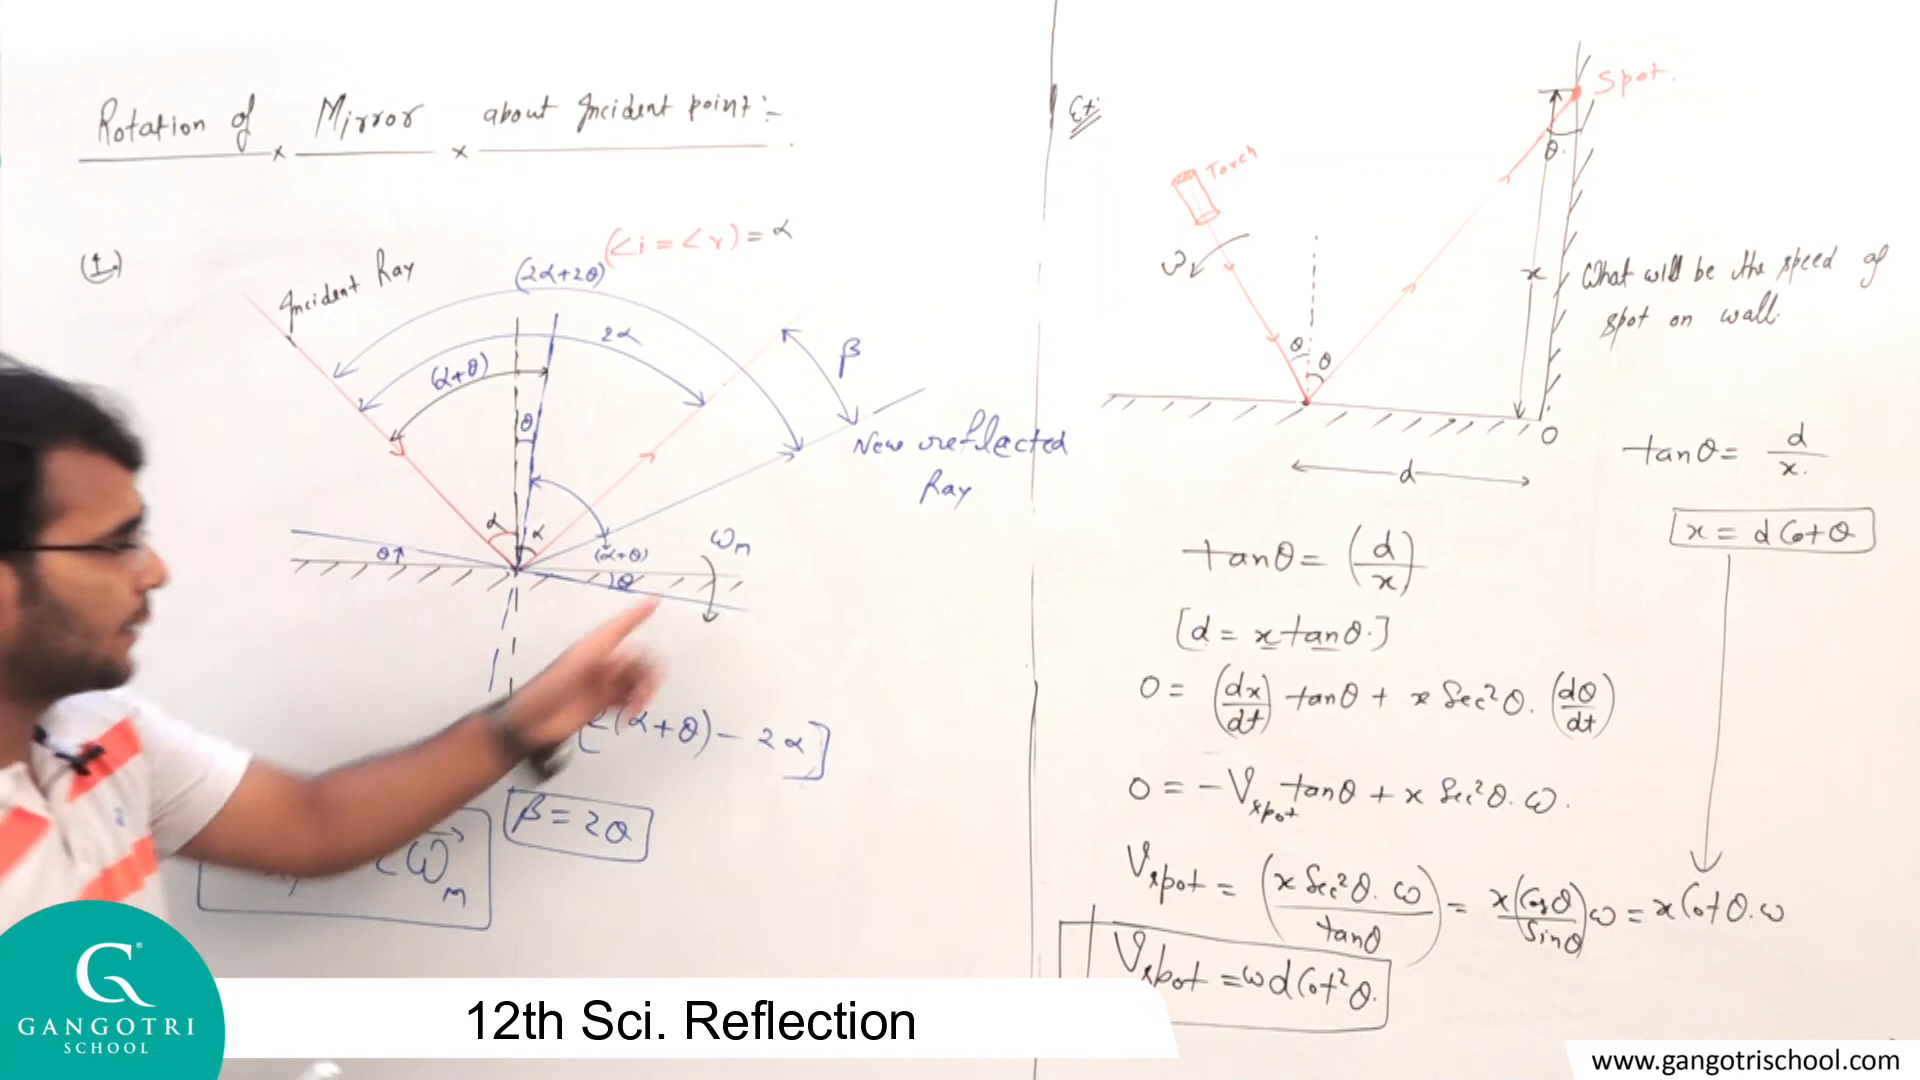 Rotation of Mirror about Incident point:-
(1.)
Incident Ray
(<i = <r) = α
(2α+2θ)
2α
(α+θ)
β
θ
New reflected
Ray
α
α
(α+θ)
θ
θ
ωm
2(α+θ) - 2α]
β = 2θ
ωm
Ex:
Spot.
Torch
θ.
ω
x
What will be the speed of
spot on wall.
θ
θ
O
d
tanθ = d/x.
x = d Cotθ
tanθ = (d/x)
[d = x tanθ.]
0 = (dx/dt) tanθ + x Sec²θ. (dθ/dt)
0 = -Vspot tanθ + x Sec²θ. ω.
Vspot = (x Sec²θ. ω / tanθ) = x(Cosθ/Sinθ)ω = x Cotθ. ω
Vspot = ωd Cot²θ.
GANGOTRI
SCHOOL
12th Sci. Reflection
www.gangotrischool.com